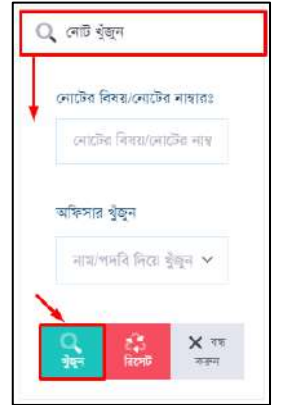 নোট খুঁজুন
নোটের বিষয়/নোটের নাম্বারঃ
নোটের বিষয়/নোটের নাম্ব
অফিসার খুঁজুন
নাম/পদবি দিয়ে খুঁজুন
খুঁজুন
রিসেট
বন্ধ
করুন